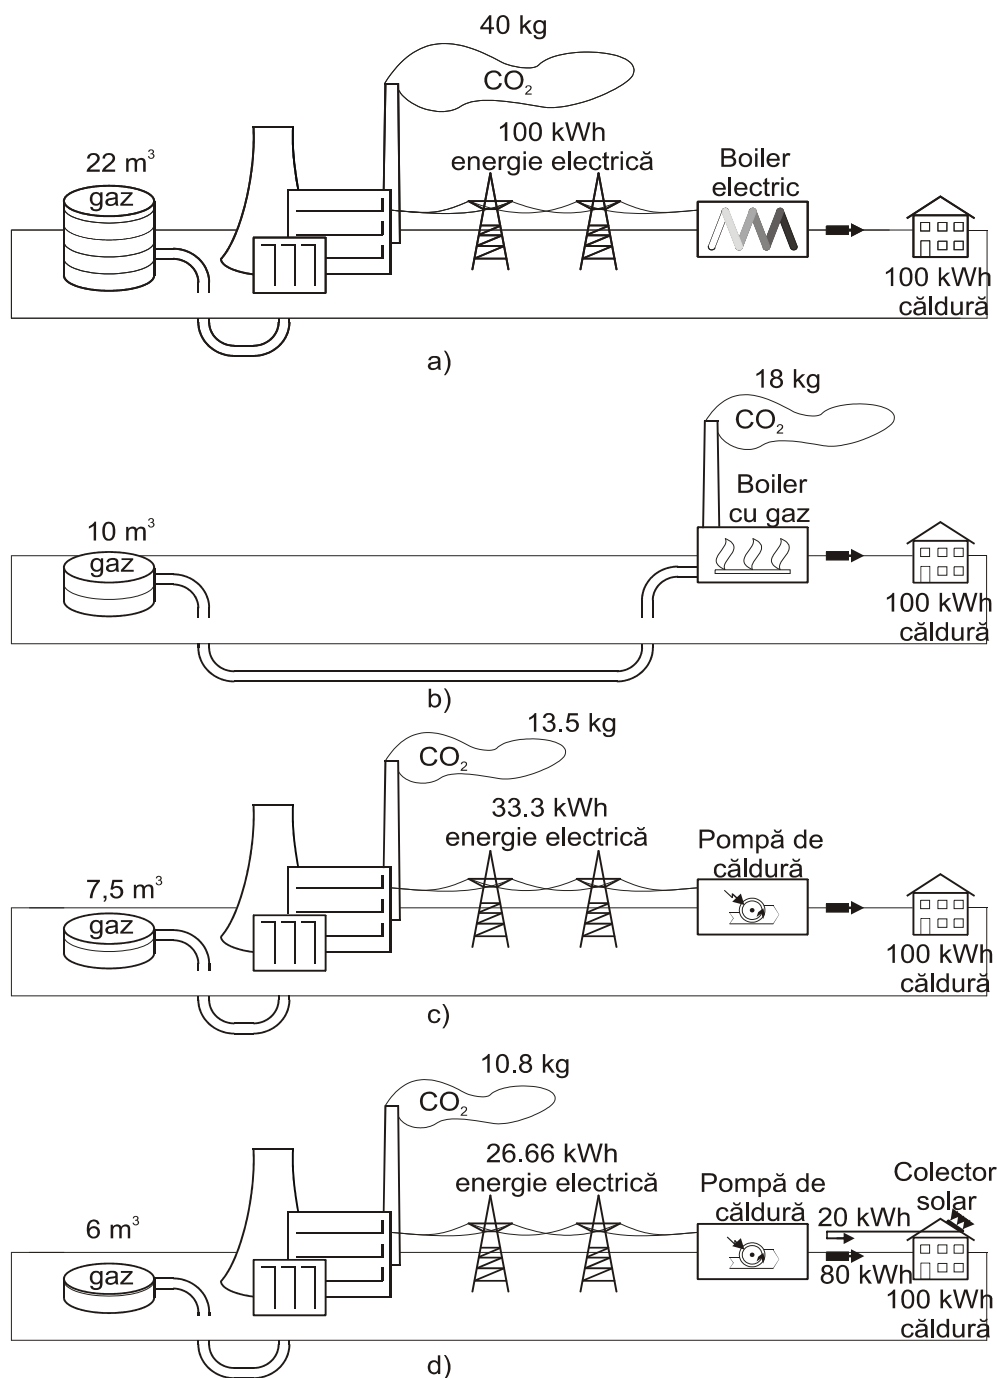 40 kg
CO2
100 kWh
energie electrică
22 m3
gaz
Boiler
electric
100 kWh
căldură
a)
18 kg
CO2
Boiler
cu gaz
10 m3
gaz
100 kWh
căldură
b)
13.5 kg
CO2
33.3 kWh
energie electrică
7,5 m3
gaz
Pompă de
căldură
100 kWh
căldură
c)
10.8 kg
CO2
26.66 kWh
energie electrică
6 m3
gaz
Pompă de
căldură
Colector
solar
20 kWh
80 kWh
100 kWh
căldură
d)